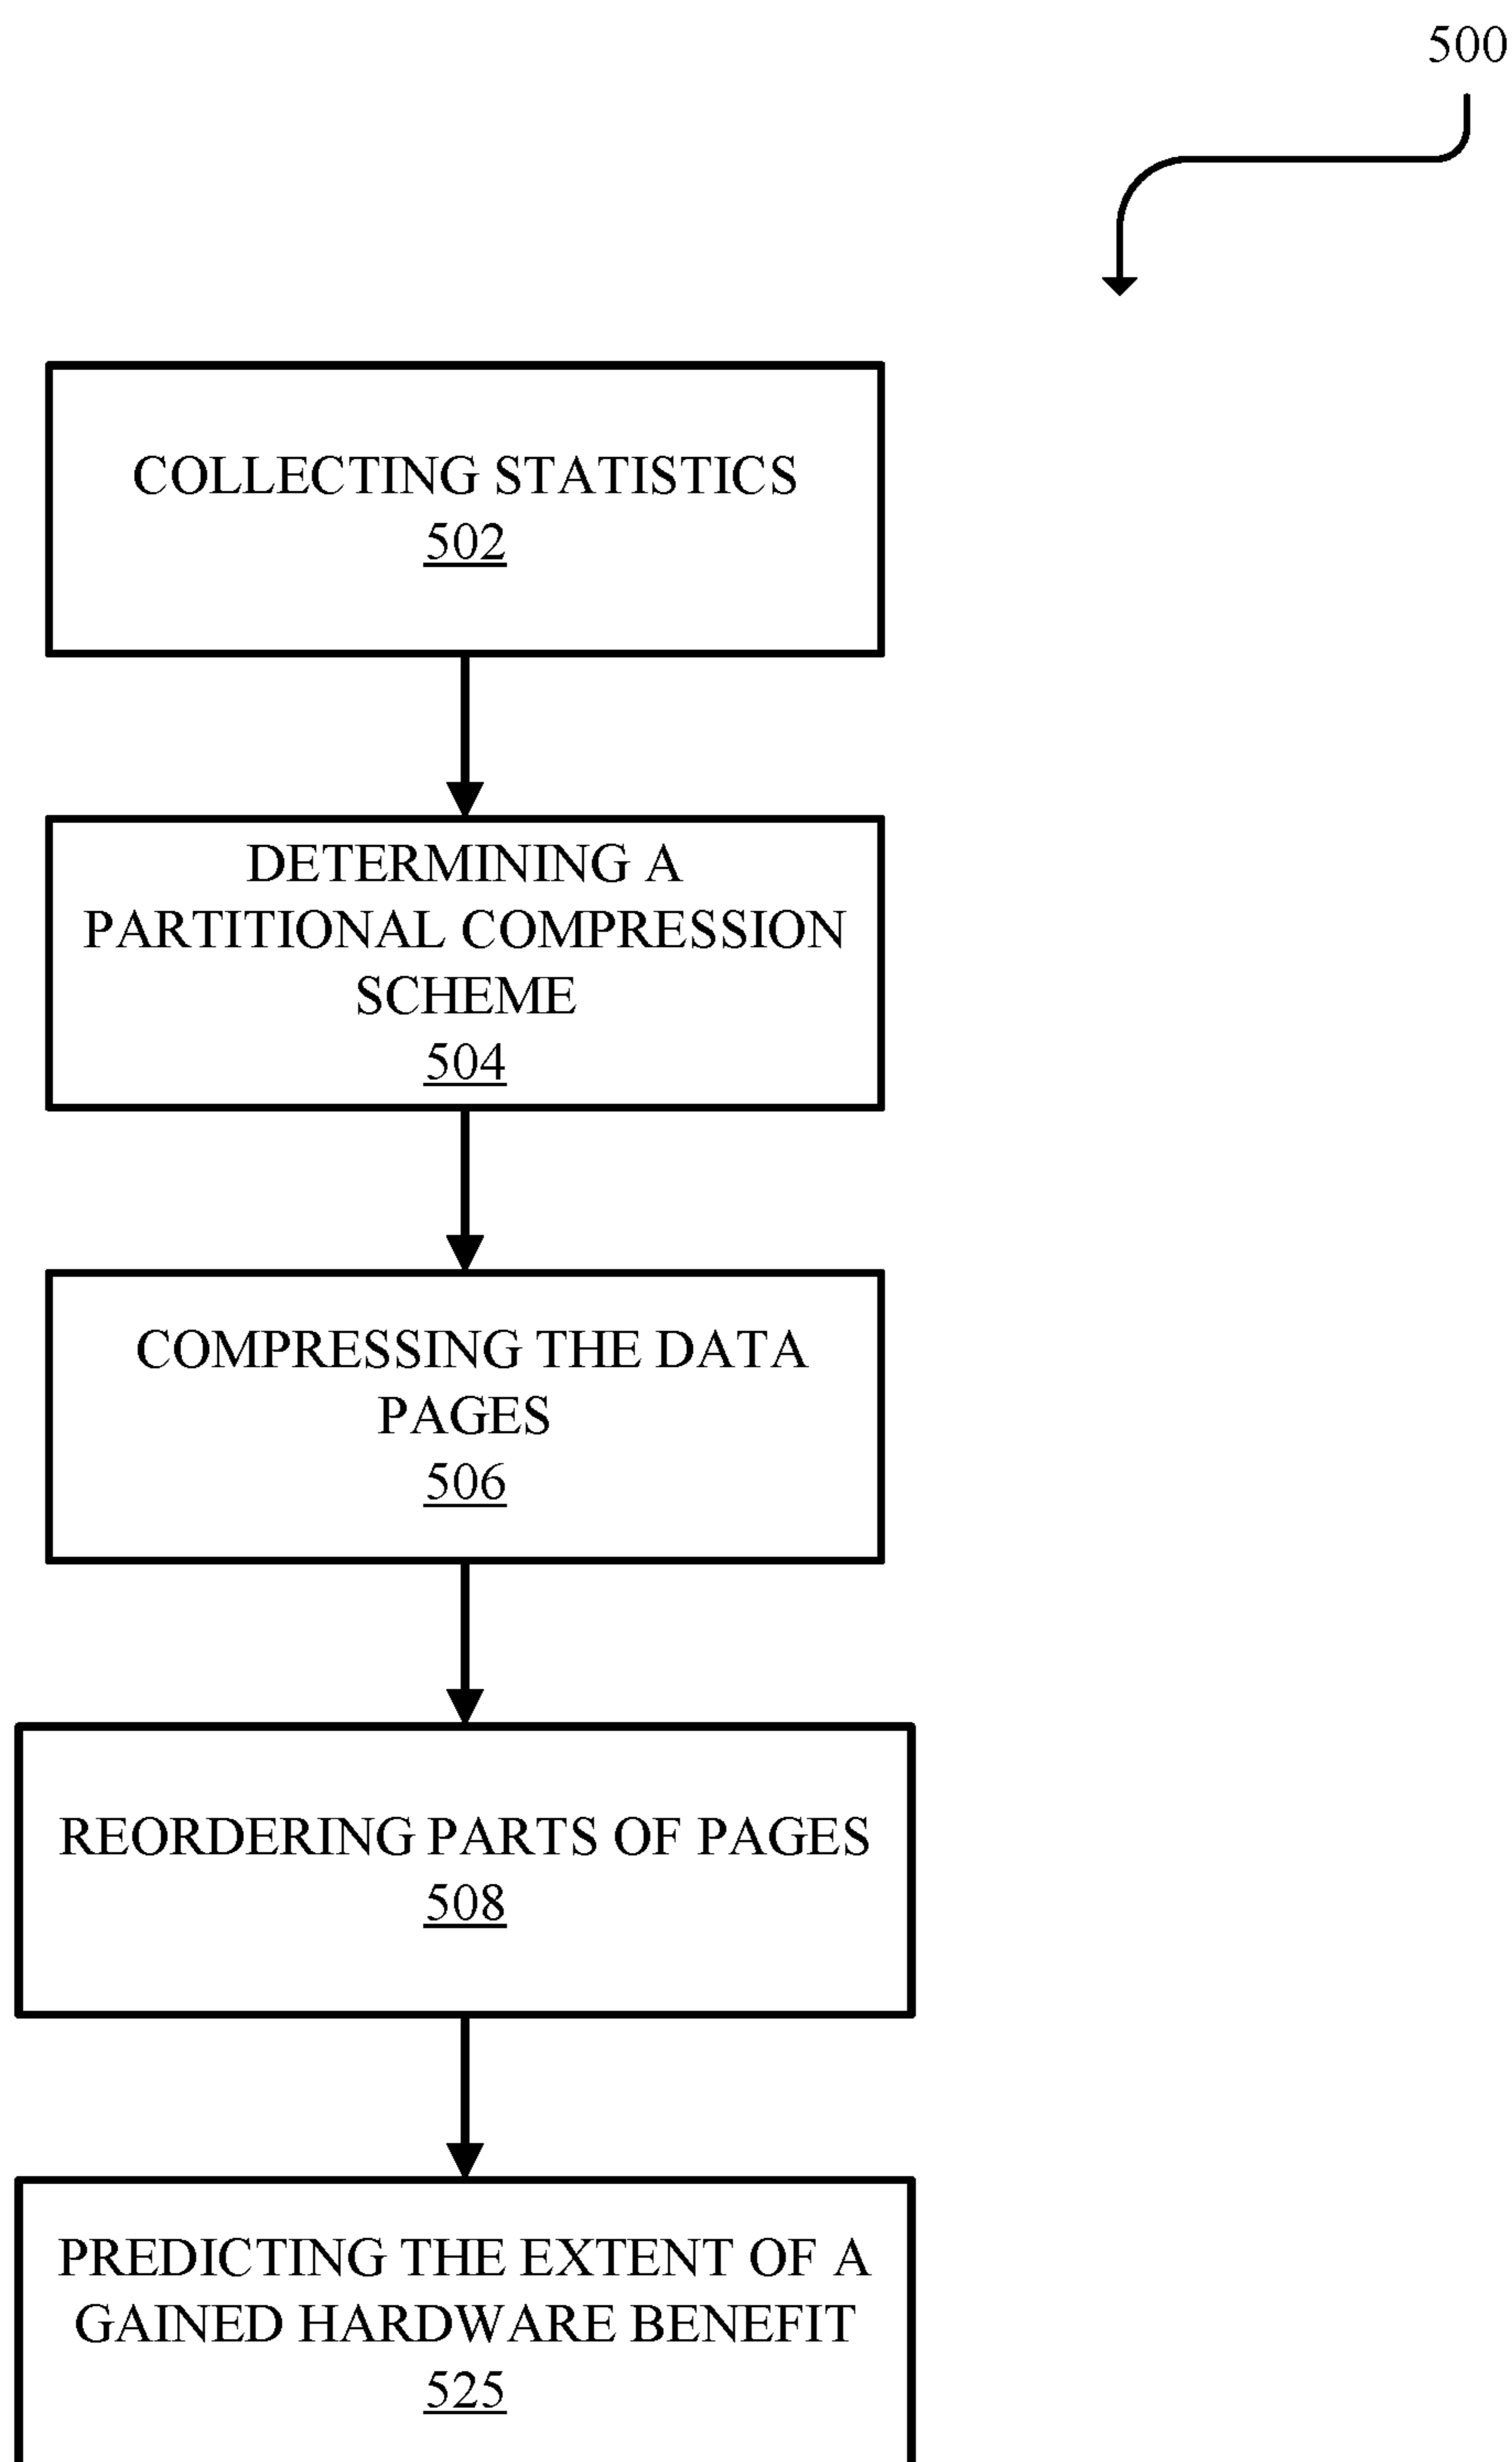 500
COLLECTING STATISTICS
502
DETERMINING A
PARTITIONAL COMPRESSION
SCHEME
504
COMPRESSING THE DATA
PAGES
506
REORDERING PARTS OF PAGES
508
PREDICTING THE EXTENT OF A
GAINED HARDWARE BENEFIT
525